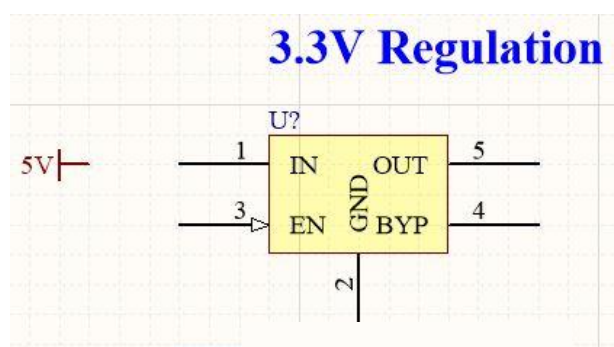 3.3V Regulation
U?
5V 1 IN OUT 5
3 EN GND BYP 4
2